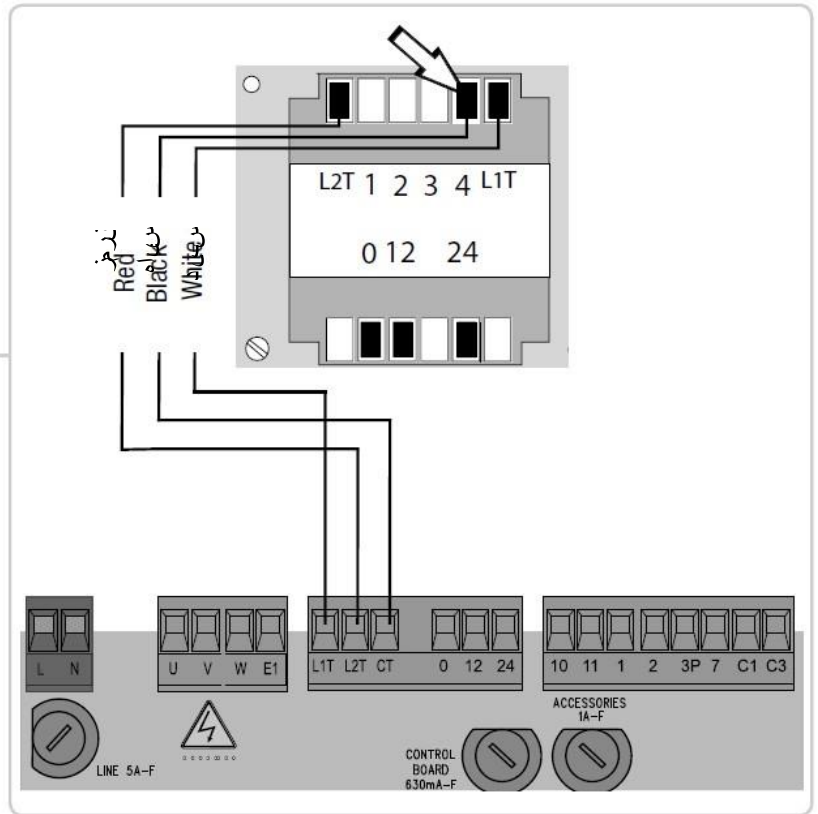 L2T 1 2 3 4 L1T
0 12 24
Red
Black
White
L N
U V W E1
L1T L2T CT
0 12 24
10 11 1 2 3P 7 C1 C3
LINE 5A-F
CONTROL
BOARD
630mA-F
ACCESSORIES
1A-F